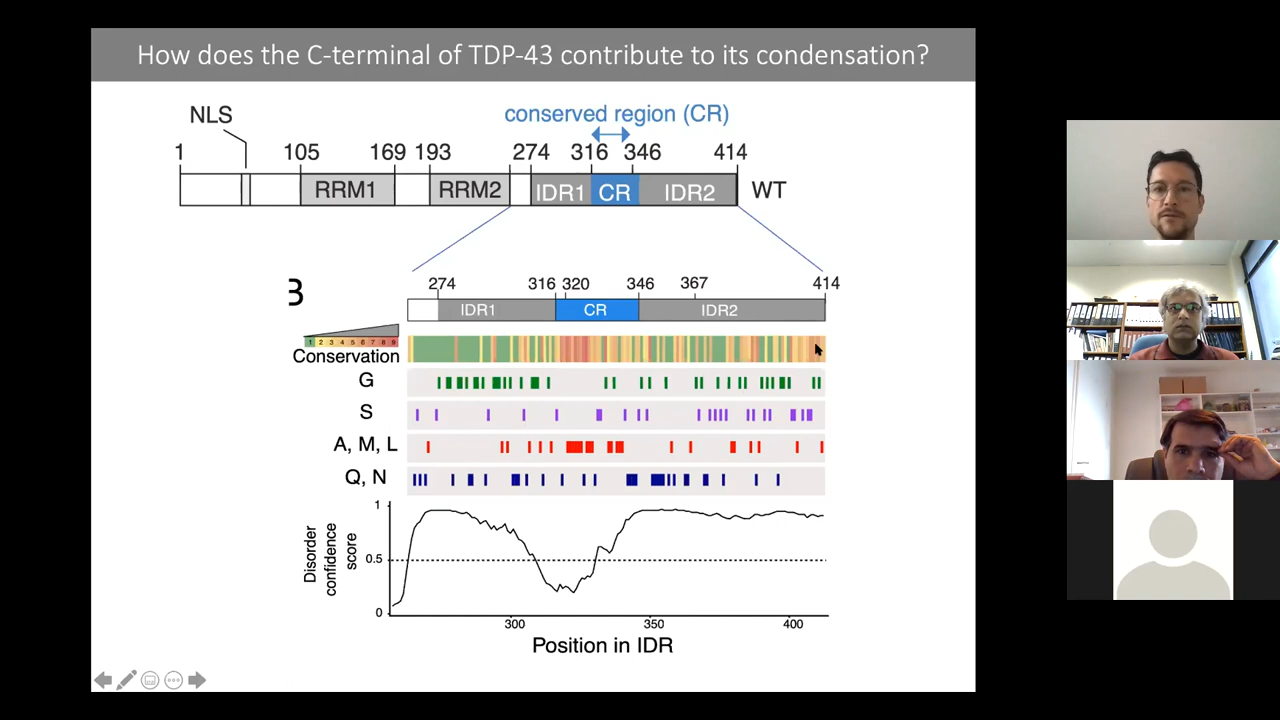 How does the C-terminal of TDP-43 contribute to its condensation?
NLS
conserved region (CR)
1 105 169 193 274 316 346 414
RRM1 RRM2 IDR1 CR IDR2 WT
274 316 320 346 367 414
IDR1 CR IDR2
1 2 3 4 5 6 7 8 9
Conservation
G
S
A, M, L
Q, N
Disorder
confidence
score
1
0.5
0
300 350 400
Position in IDR